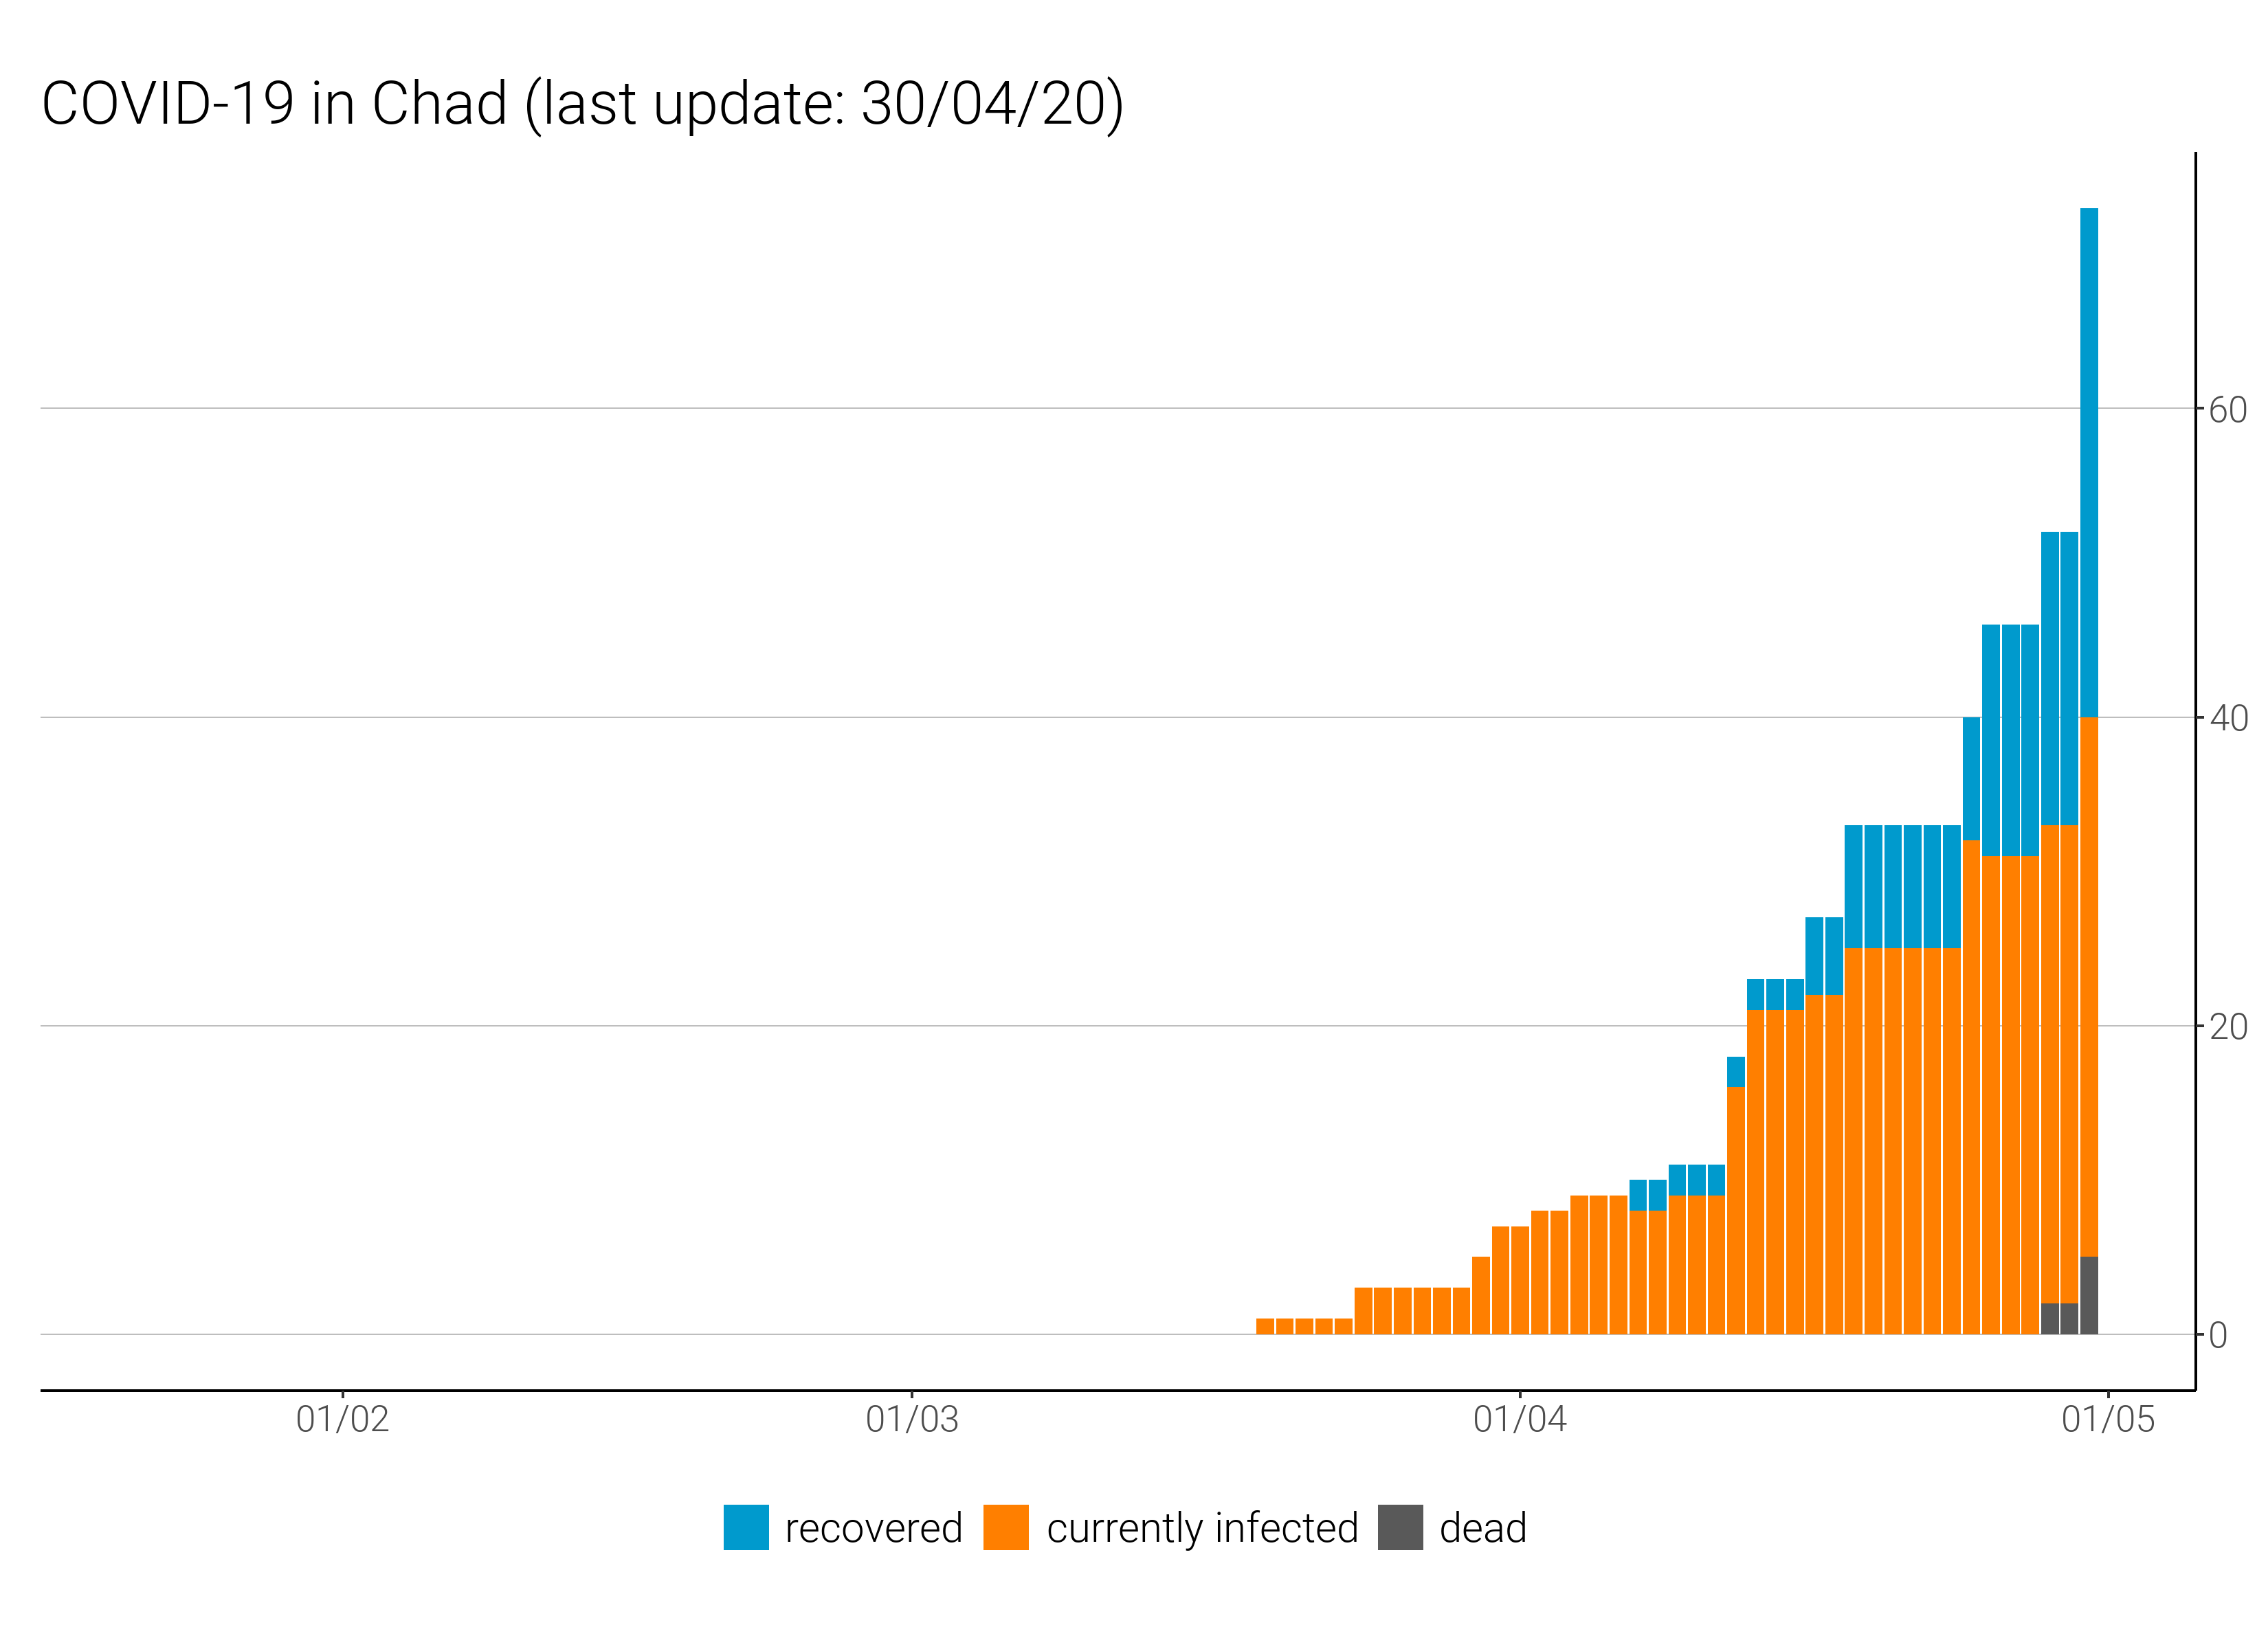 COVID-19 in Chad (last update: 30/04/20)
60
40
20
0
01/02 01/03 01/04 01/05
recovered currently infected dead